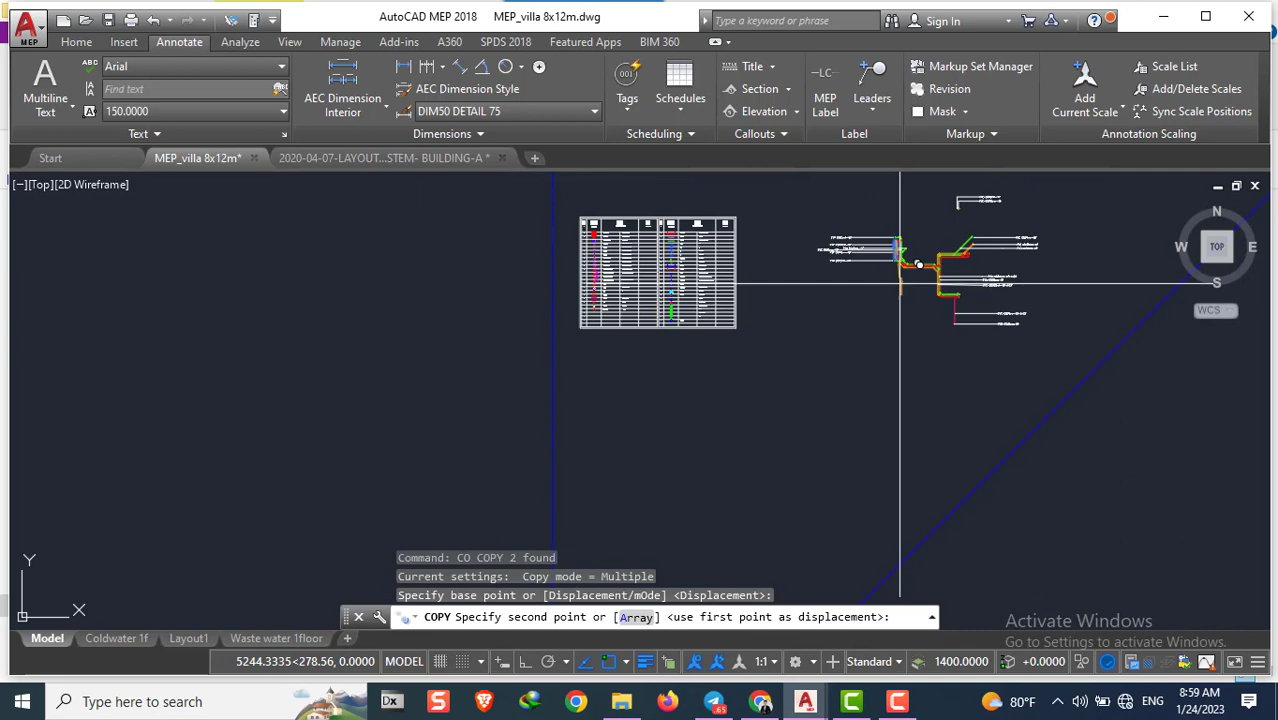 AutoCAD MEP 2018 MEP_villa 8x12m.dwg
Type a keyword or phrase
Sign In
MEP
Home Insert Annotate Analyze View Manage Add-ins A360 SPDS 2018 Featured Apps BIM 360
Multiline
Text
ABC
Arial
Find text
150.0000
Text
AEC Dimension
Interior
AEC Dimension Style
DIM50 DETAIL 75
Dimensions
001
Tags
Schedules
Scheduling
Title
Section
Elevation
Callouts
-LC-
MEP
Label
Leaders
Label
Markup Set Manager
Revision
Mask
Markup
Add
Current Scale
Scale List
Add/Delete Scales
Sync Scale Positions
Annotation Scaling
Start MEP_villa 8x12m* 2020-04-07-LAYOUT...STEM- BUILDING-A *
[−][Top][2D Wireframe]
N
W TOP E
S
WCS
Y
X
Command: CO COPY 2 found
Current settings: Copy mode = Multiple
Specify base point or [Displacement/mOde] <Displacement>:
COPY Specify second point or [Array] <use first point as displacement>:
Activate Windows
Go to Settings to activate Windows.
Model Coldwater 1f Layout1 Waste water 1floor
5244.3335<278.56, 0.0000 MODEL 1:1 Standard 1400.0000 +0.0000
Type here to search
Dx
65
80°F ENG
8:59 AM
1/24/2023